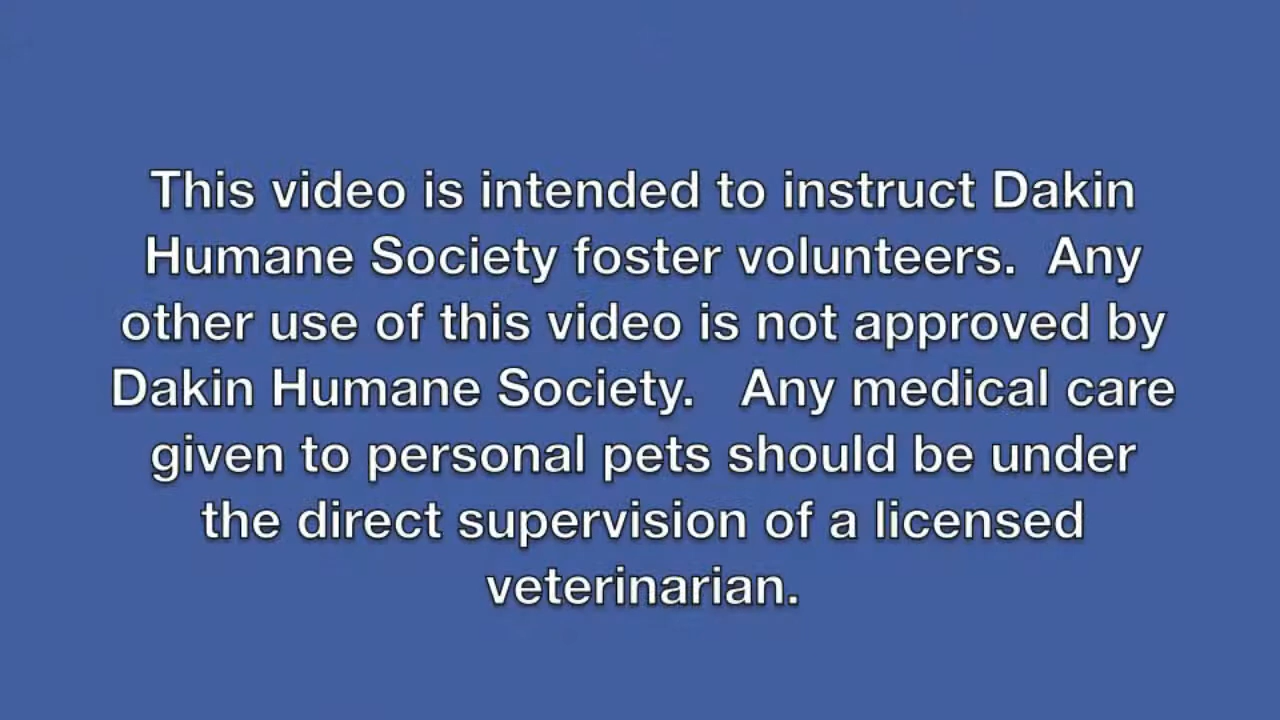 This video is intended to instruct Dakin
Humane Society foster volunteers.  Any
other use of this video is not approved by
Dakin Humane Society.   Any medical care
given to personal pets should be under
the direct supervision of a licensed
veterinarian.